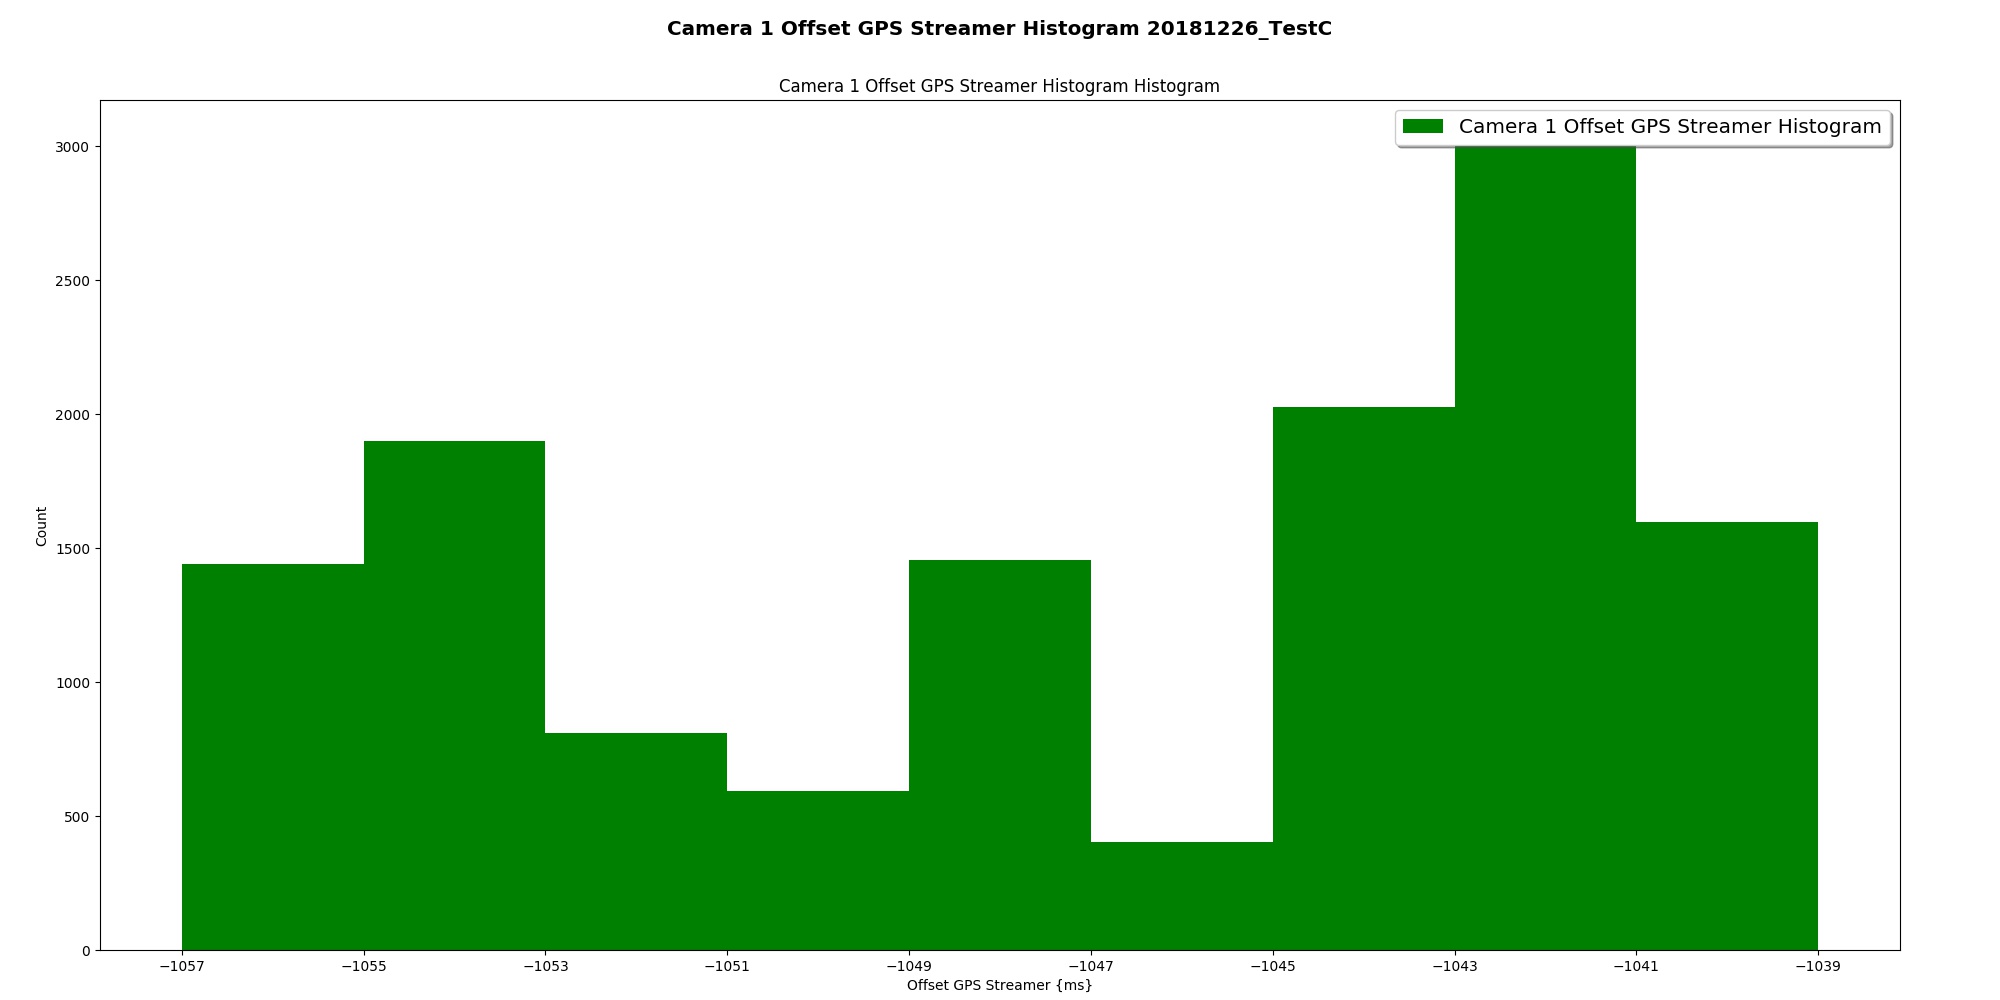 Camera 1 Offset GPS Streamer Histogram 20181226_TestC
Camera 1 Offset GPS Streamer Histogram Histogram
Camera 1 Offset GPS Streamer Histogram
3000
2500
2000
1500
1000
500
0
Count
−1057 −1055 −1053 −1051 −1049 −1047 −1045 −1043 −1041 −1039
Offset GPS Streamer {ms}